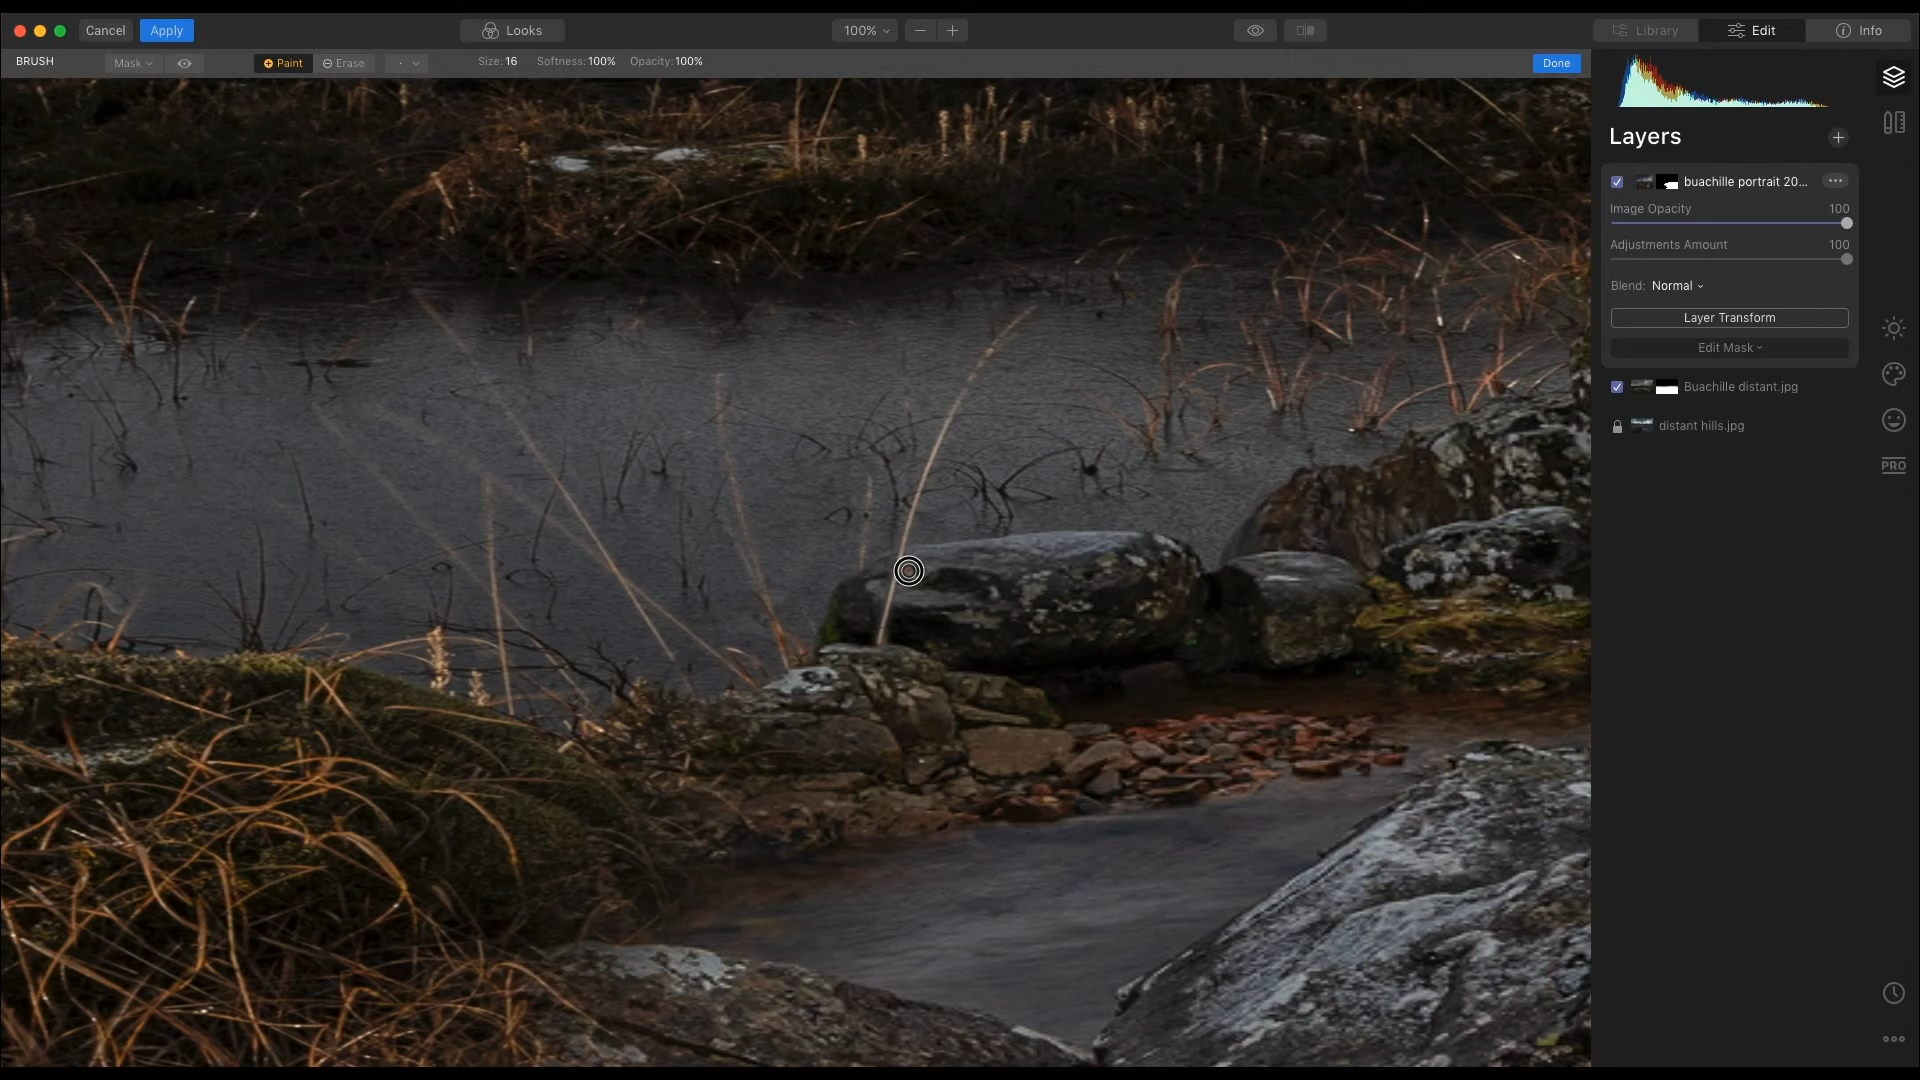 Cancel Apply Looks 100% Library Edit Info
BRUSH Mask Paint Erase Size: 16 Softness: 100% Opacity: 100% Done
Layers
buachille portrait 20...
Image Opacity 100
Adjustments Amount 100
Blend: Normal
Layer Transform
Edit Mask
Buachille distant.jpg
distant hills.jpg
PRO